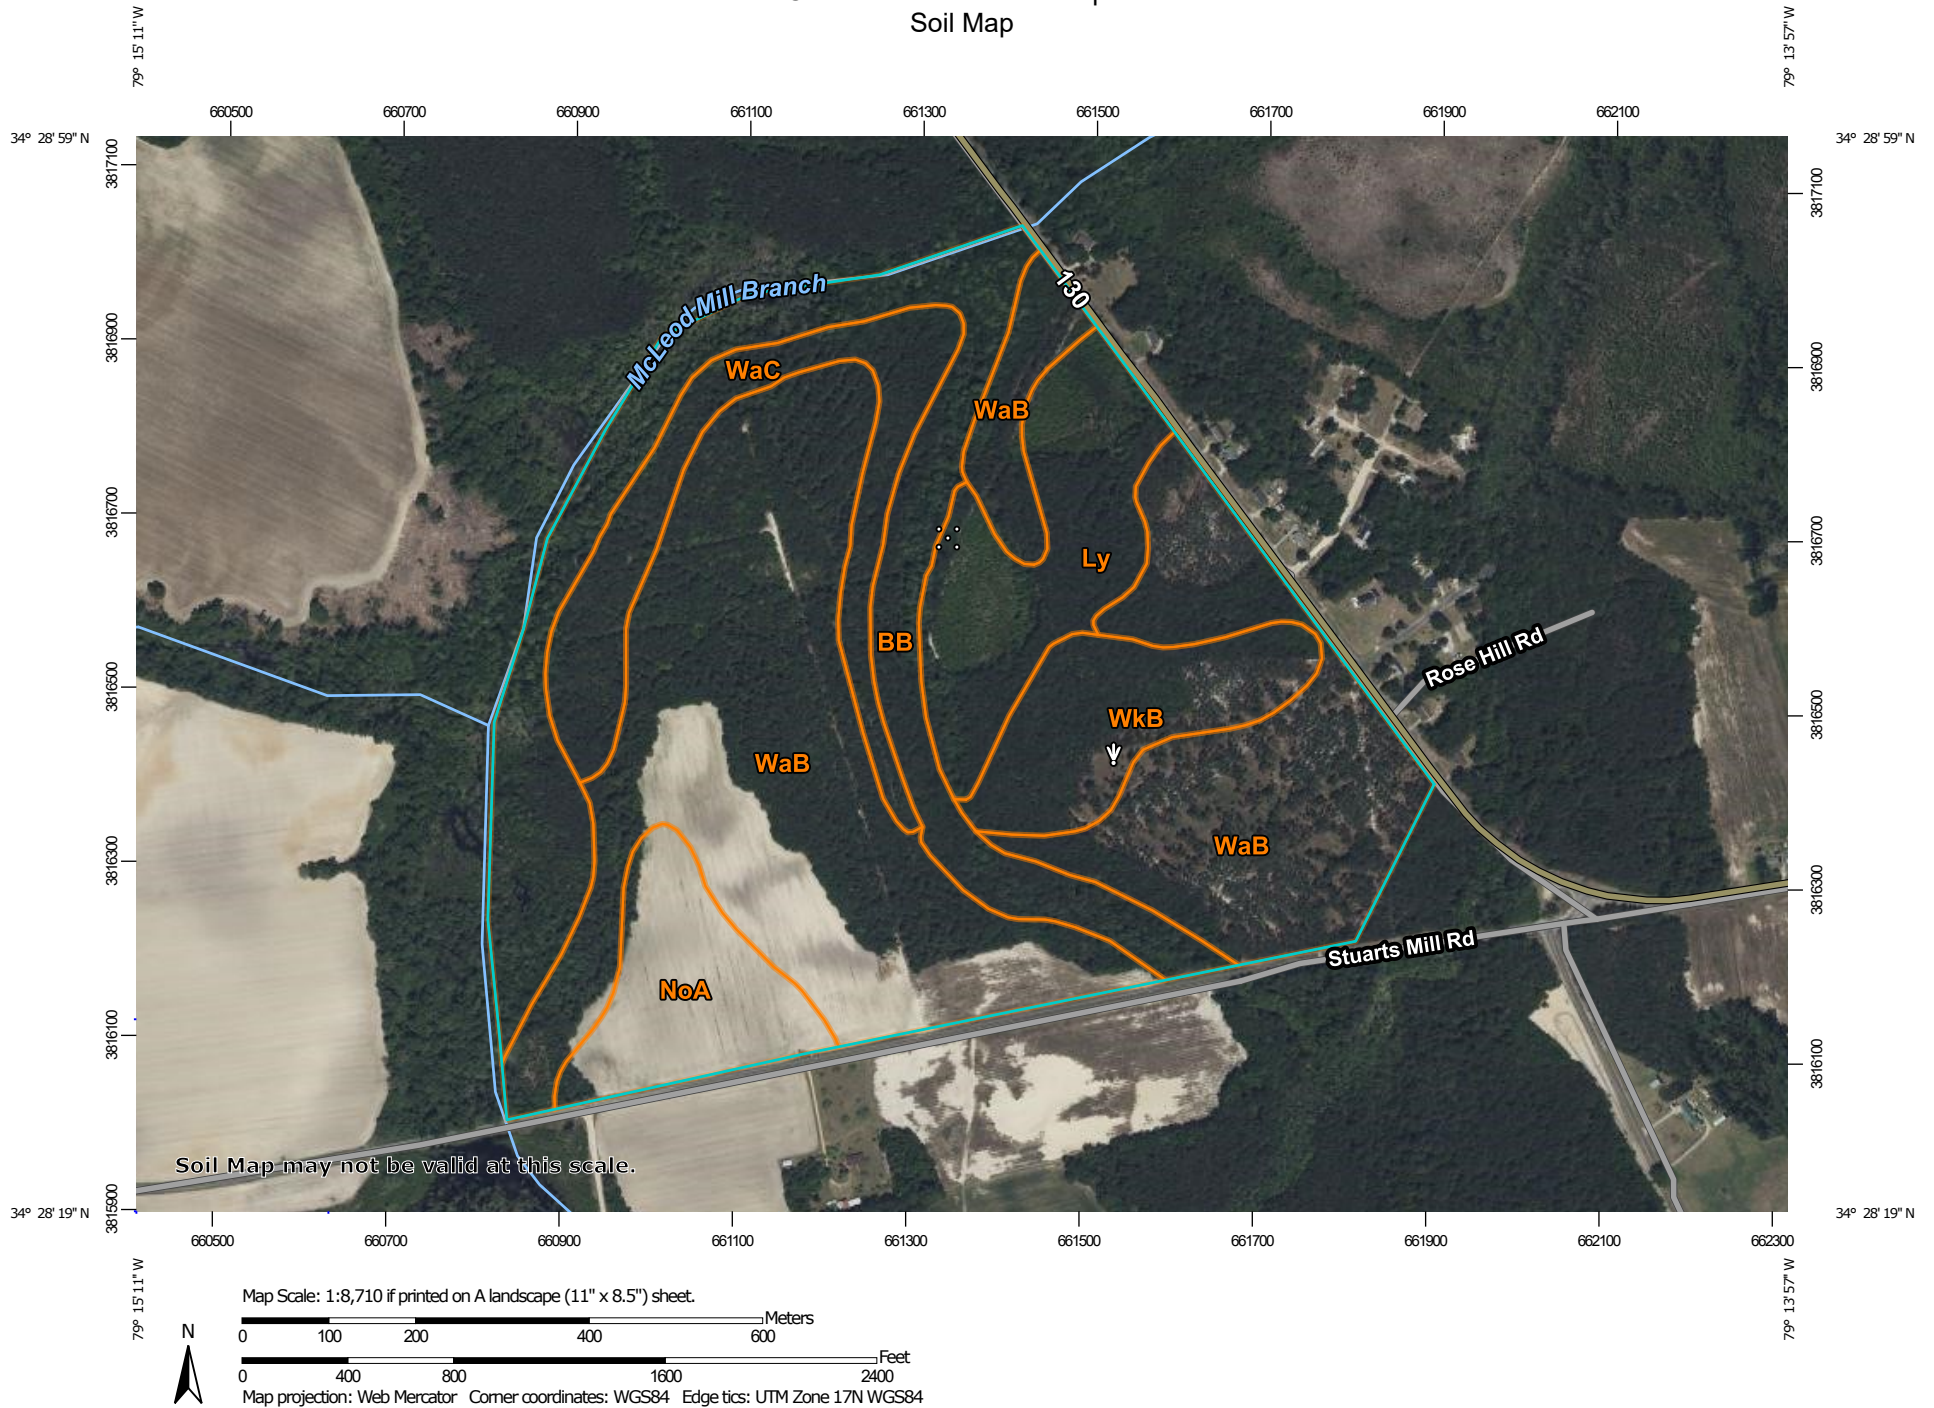 Soil Map
79° 15' 11" W
79° 13' 57" W
660500 660700 660900 661100 661300 661500 661700 661900 662100
34° 28' 59" N
34° 28' 59" N
3817100
3816900
3816700
3816500
3816300
3816100
3815900
3817100
3816900
3816700
3816500
3816300
3816100
130
McLeod Mill Branch
WaC
WaB
Ly
BB
Rose Hill Rd
WkB
WaB
WaB
Stuarts Mill Rd
NoA
Soil Map may not be valid at this scale.
34° 28' 19" N
34° 28' 19" N
660500 660700 660900 661100 661300 661500 661700 661900 662100 662300
79° 15' 11" W
79° 13' 57" W
Map Scale: 1:8,710 if printed on A landscape (11" x 8.5") sheet.
Meters
0 100 200 400 600
N
Feet
0 400 800 1600 2400
Map projection: Web Mercator Corner coordinates: WGS84 Edge tics: UTM Zone 17N WGS84